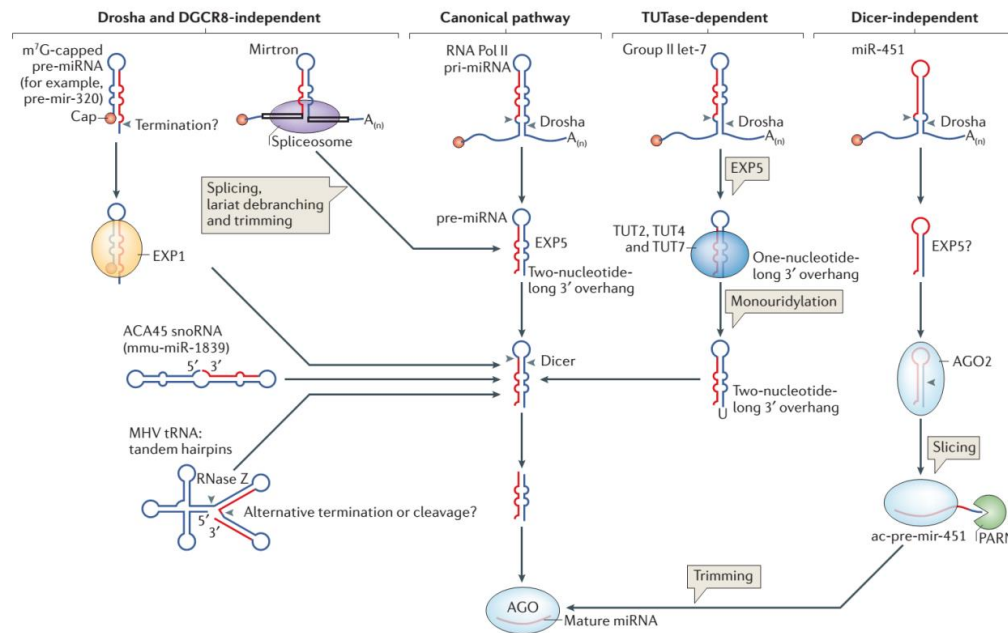 Drosha and DGCR8-independent
Canonical pathway
TUTase-dependent
Dicer-independent
m⁷G-capped
pre-miRNA
(for example,
pre-mir-320)
Cap
Termination?
Mirtron
A(n)
Spliceosome
RNA Pol II
pri-miRNA
Drosha
A(n)
Group II let-7
Drosha
A(n)
miR-451
Drosha
A(n)
Splicing,
lariat debranching
and trimming
EXP5
EXP1
pre-miRNA
EXP5
Two-nucleotide-
long 3′ overhang
TUT2, TUT4
and TUT7
One-nucleotide-
long 3′ overhang
EXP5?
Monouridylation
ACA45 snoRNA
(mmu-miR-1839)
5′ 3′
Dicer
Two-nucleotide-
long 3′ overhang
U
AGO2
MHV tRNA:
tandem hairpins
RNase Z
5′
3′
Alternative termination or cleavage?
Slicing
ac-pre-mir-451
PARN
Trimming
AGO
Mature miRNA